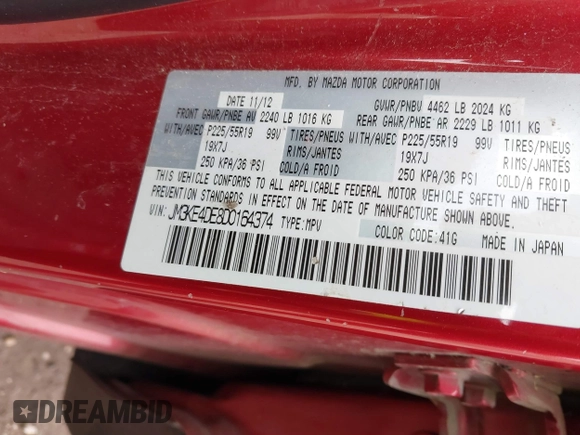 MFD. BY MAZDA MOTOR CORPORATION
DATE 11/12 GVWR/PNBV 4462 LB 2024 KG
FRONT GAWR/PNBE AV 2240 LB 1016 KG REAR GAWR/PNBE AR 2229 LB 1011 KG
WITH/AVEC P225/55R19 99V TIRES/PNEUS WITH/AVEC P225/55R19 99V TIRES/PNEUS
19X7J RIMS/JANTES 19X7J RIMS/JANTES
250 KPA/36 PSI COLD/A FROID 250 KPA/36 PSI COLD/A FROID
THIS VEHICLE CONFORMS TO ALL APPLICABLE FEDERAL MOTOR VEHICLE SAFETY AND THEFT
PREVENTION STANDARDS IN EFFECT ON THE DATE OF MANUFACTURE SHOWN ABOVE.
VIN: JM3KE4DE8D0164374 TYPE: MPV
COLOR: 41G MADE IN JAPAN
DREAMBID